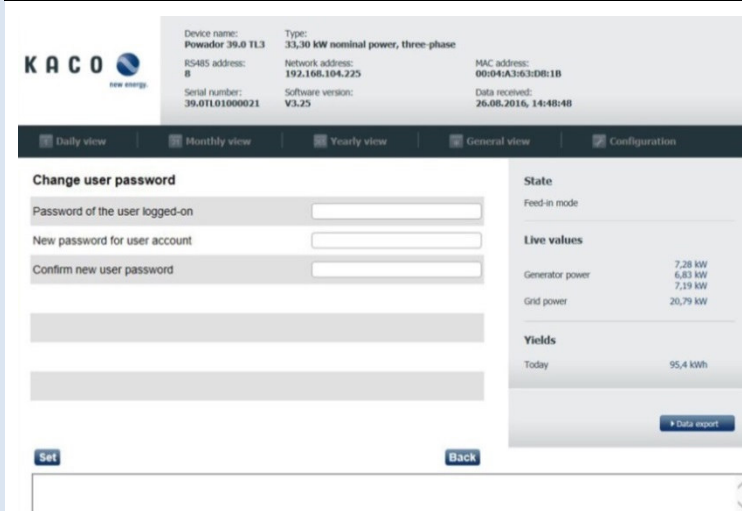 KACO
new energy.
Device name:
Powador 39.0 TL3
Type:
33,30 kW nominal power, three-phase
RS485 address:
8
Network address:
192.168.104.225
MAC address:
00:04:A3:63:D8:1B
Serial number:
39.0TL01000021
Software version:
V3.25
Data received:
26.08.2016, 14:48:48
Daily view
Monthly view
Yearly view
General view
Configuration
Change user password
Password of the user logged-on
New password for user account
Confirm new user password
Set
Back
State
Feed-in mode
Live values
Generator power
7,28 kW
6,83 kW
7,19 kW
Grid power 20,79 kW
Yields
Today 95,4 kWh
Data export